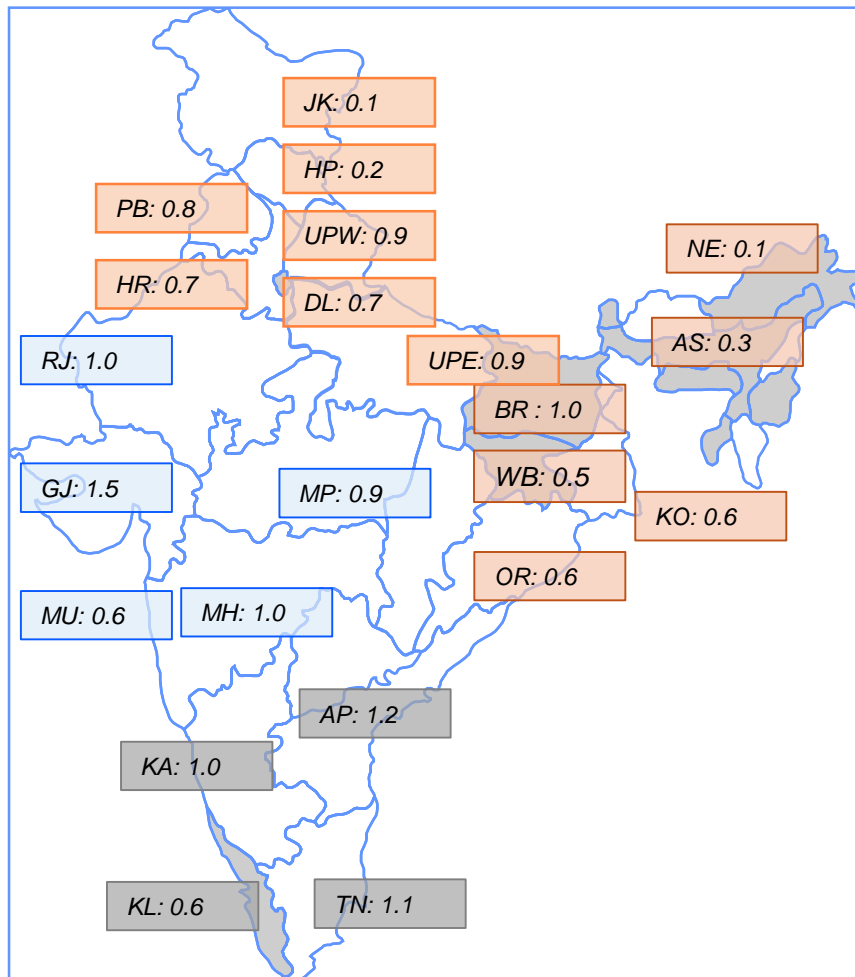 JK: 0.1
HP: 0.2
PB: 0.8
UPW: 0.9
NE: 0.1
HR: 0.7
DL: 0.7
AS: 0.3
RJ: 1.0
UPE: 0.9
BR : 1.0
GJ: 1.5
MP: 0.9
WB: 0.5
KO: 0.6
OR: 0.6
MU: 0.6
MH: 1.0
AP: 1.2
KA: 1.0
KL: 0.6
TN: 1.1